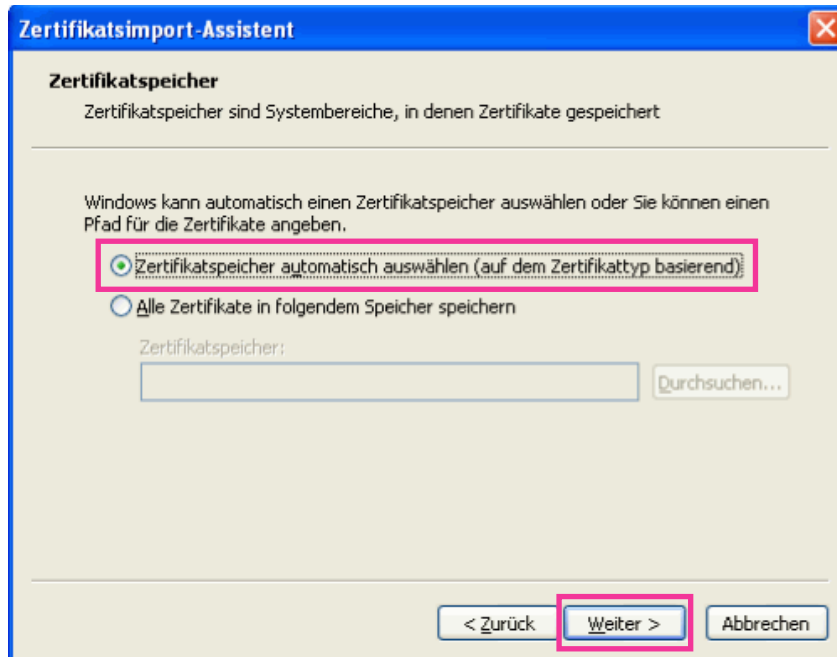 Zertifikatsimport-Assistent
Zertifikatspeicher
Zertifikatspeicher sind Systembereiche, in denen Zertifikate gespeichert
Windows kann automatisch einen Zertifikatspeicher auswählen oder Sie können einen
Pfad für die Zertifikate angeben.
Zertifikatspeicher automatisch auswählen (auf dem Zertifikattyp basierend)
Alle Zertifikate in folgendem Speicher speichern
Zertifikatspeicher:
Durchsuchen...
< Zurück Weiter > Abbrechen